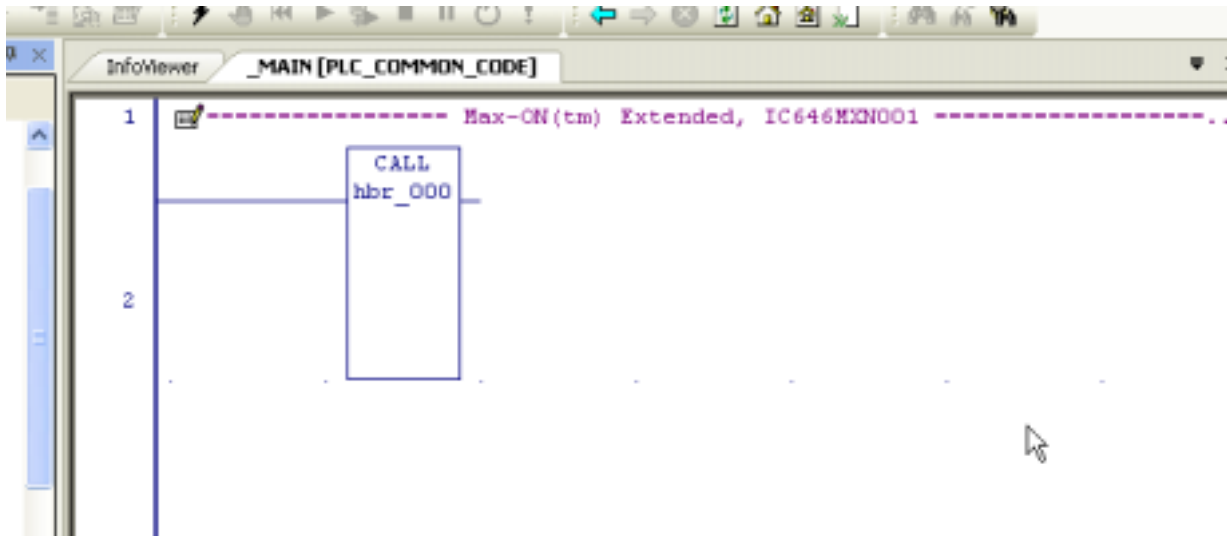 InfoViewer
_MAIN [PLC_COMMON_CODE]
1
----------------- Max-ON(tm) Extended, IC646MXN001 -------------------..
CALL
hbr_000
2